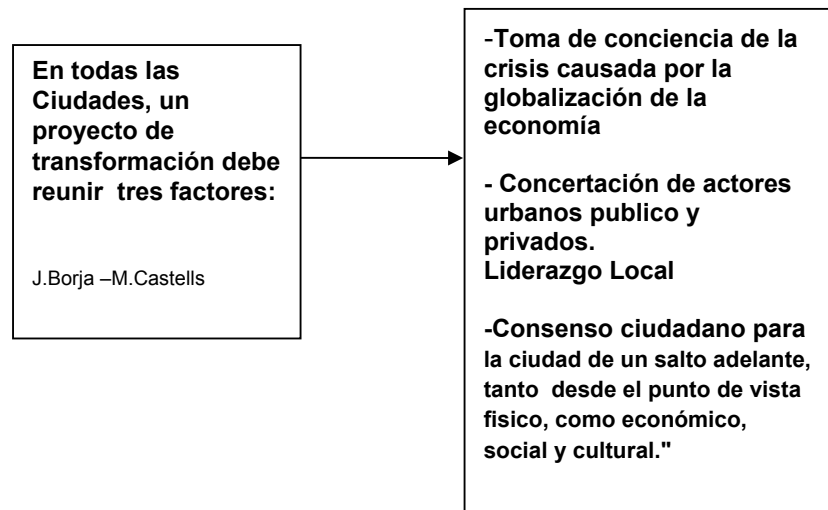 En todas las
Ciudades, un
proyecto de
transformación debe
reunir tres factores:
J.Borja –M.Castells
-Toma de conciencia de la
crisis causada por la
globalización de la
economía
- Concertación de actores
urbanos publico y
privados.
Liderazgo Local
-Consenso ciudadano para
la ciudad de un salto adelante,
tanto desde el punto de vista
fisico, como económico,
social y cultural."